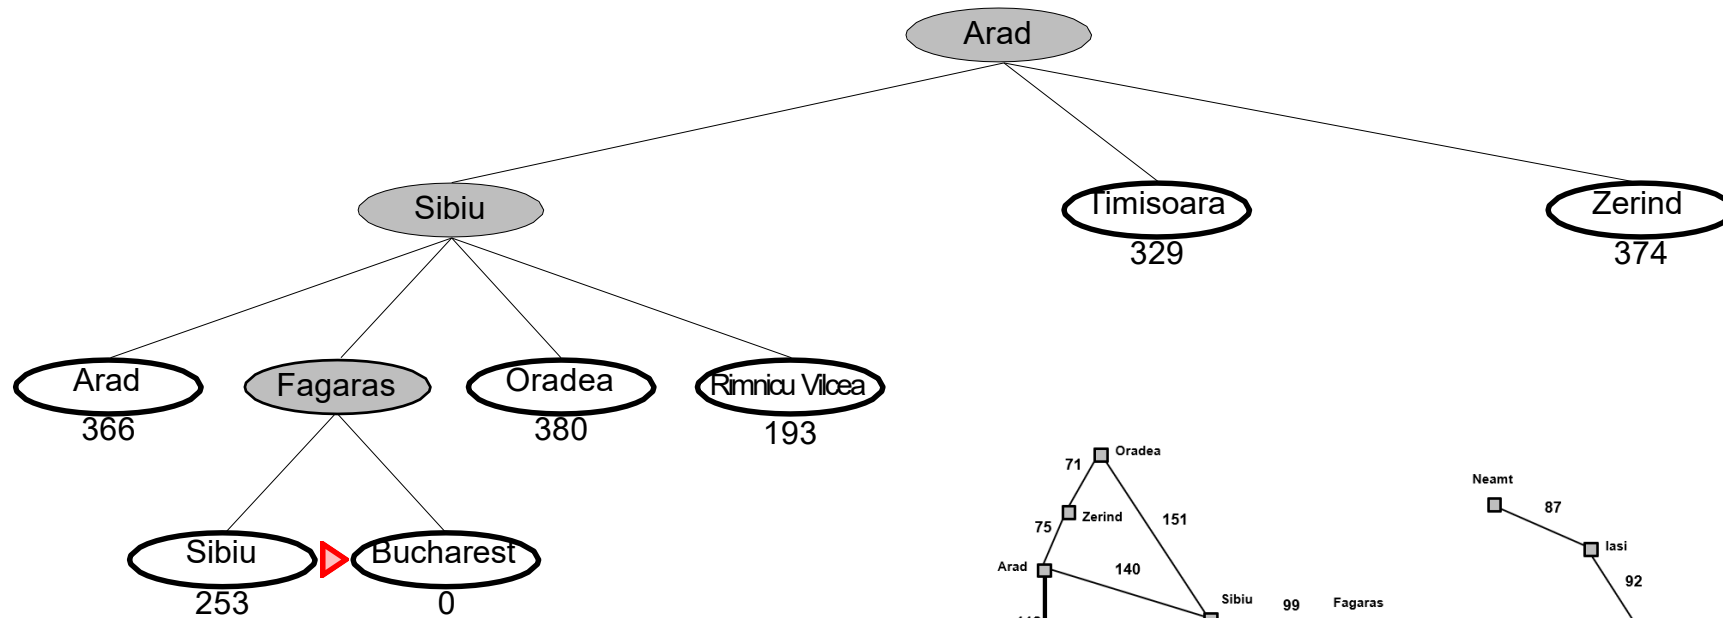 Arad
Sibiu
Timisoara
Zerind
329
374
Arad
Fagaras
Oradea
Rimnicu Vilcea
366
380
193
Sibiu
Bucharest
253
0
Oradea
71
Neamt
87
Zerind
151
75
Iasi
Arad
140
92
Sibiu
99
Fagaras